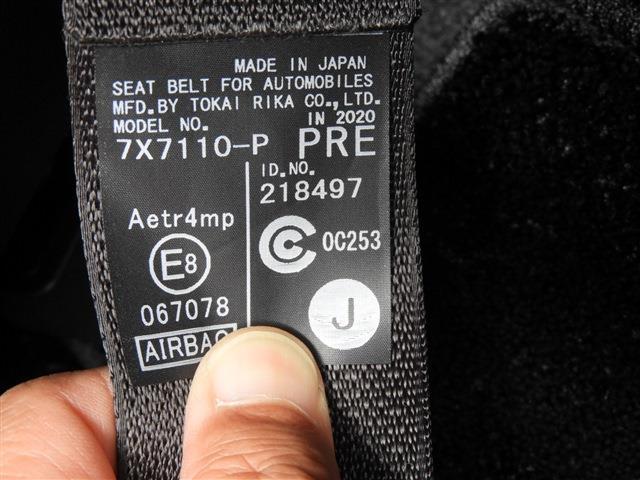 MADE IN JAPAN
SEAT BELT FOR AUTOMOBILES
MFD.BY TOKAI RIKA CO.,LTD.
MODEL NO. IN 2020
7X7110-P PRE
ID.NO.
218497
Aetr4mp
E8
067078
AIRBAG
CC 0C253
J